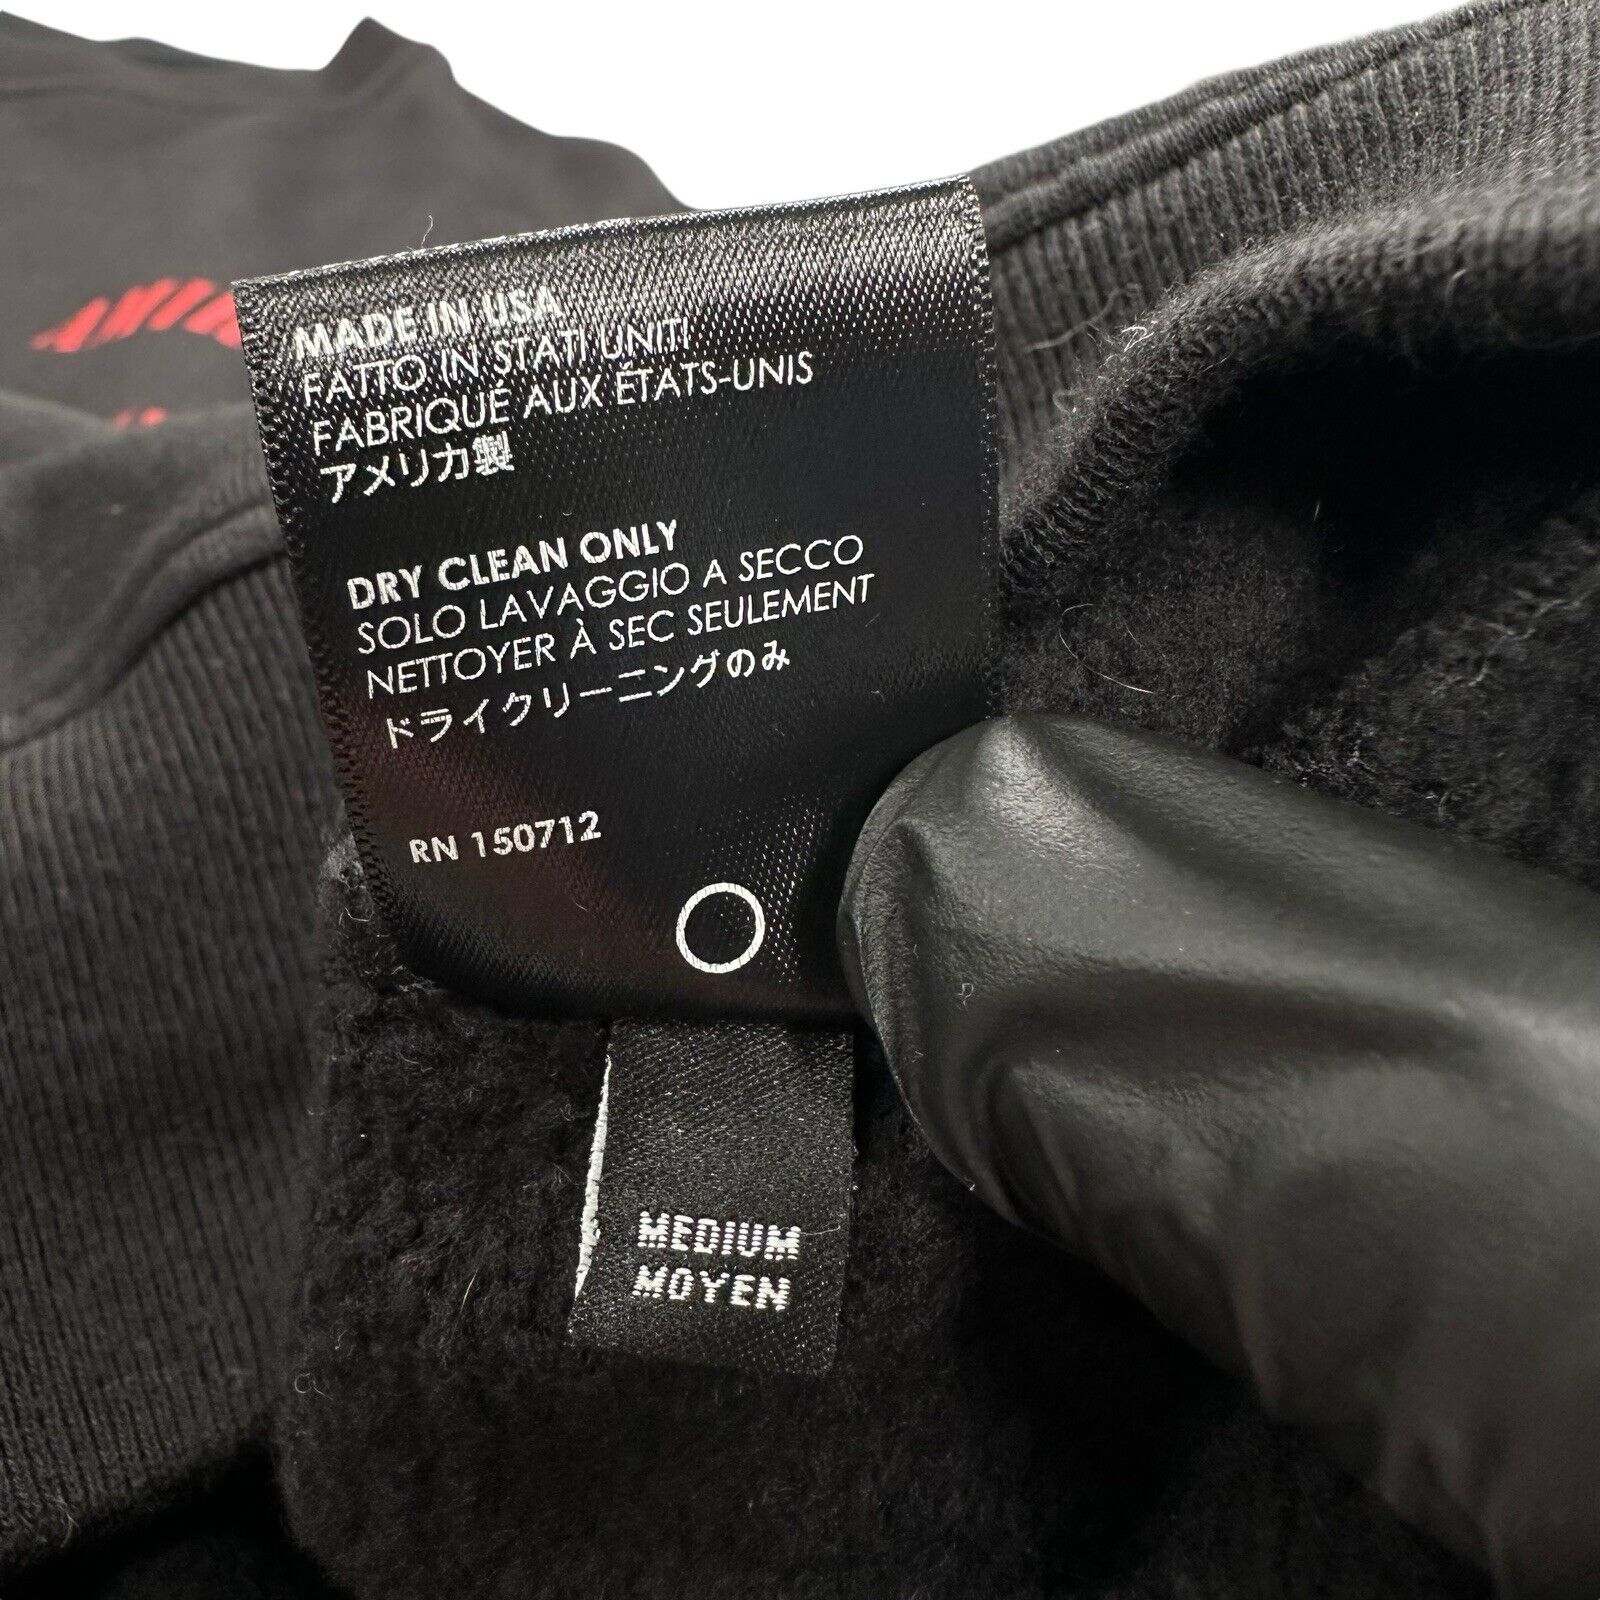 MADE IN USA
FATTO IN STATI UNITI
FABRIQUÉ AUX ÉTATS-UNIS
アメリカ製
DRY CLEAN ONLY
SOLO LAVAGGIO A SECCO
NETTOYER À SEC SEULEMENT
ドライクリーニングのみ
RN 150712
MEDIUM
MOYEN